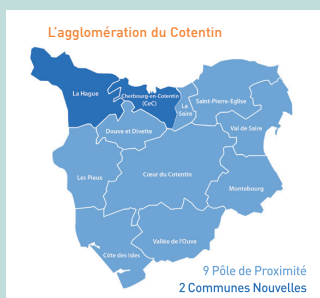 L'agglomération du Cotentin
La Hague
Cherbourg-en-Cotentin
(CeC)
La
Saire
Saint-Pierre-Eglise
Douve et Divette
Val de Saire
Les Pieux
Cœur du Cotentin
Montebourg
Côte des Isles
Vallée de l'Ouve
9 Pôle de Proximité
2 Communes Nouvelles